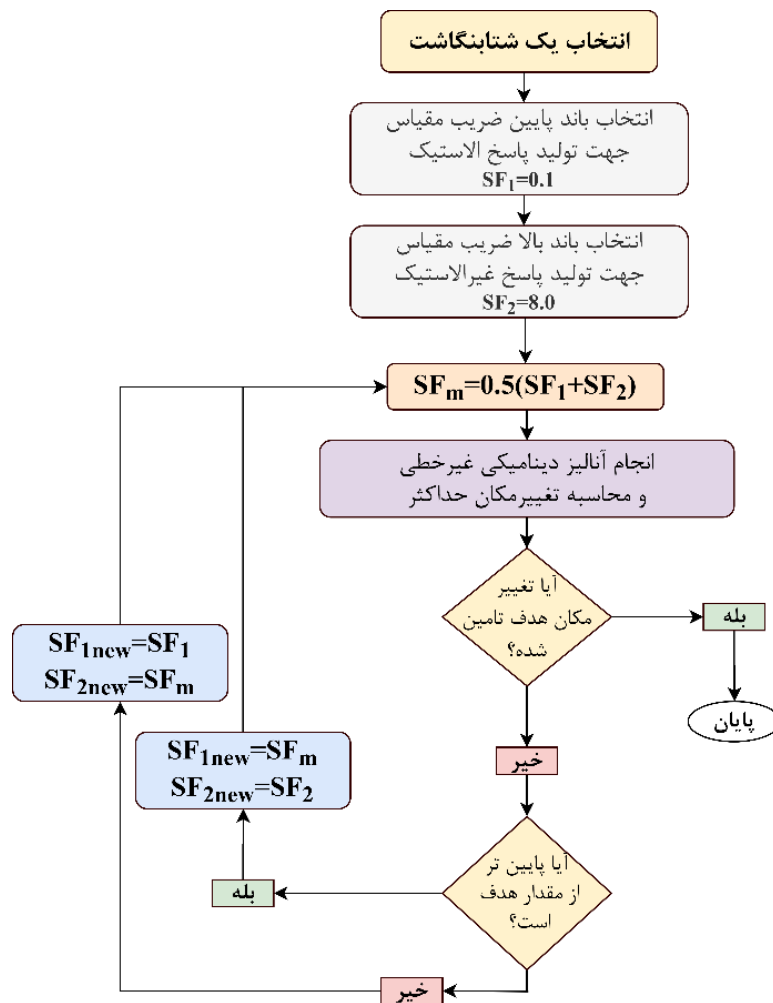 انتخاب یک شتابنگاشت
انتخاب باند پایین ضریب مقیاس
جهت تولید پاسخ الاستیک
SF₁=0.1
انتخاب باند بالا ضریب مقیاس
جهت تولید پاسخ غیرالاستیک
SF₂=8.0
SFₘ=0.5(SF₁+SF₂)
انجام آنالیز دینامیکی غیرخطی
و محاسبه تغییرمکان حداکثر
آیا تغییر
مکان هدف تامین
شده؟
بله
پایان
خیر
آیا پایین تر
از مقدار هدف
است؟
بله
SF1new=SFm
SF2new=SF2
خیر
SF1new=SF1
SF2new=SFm